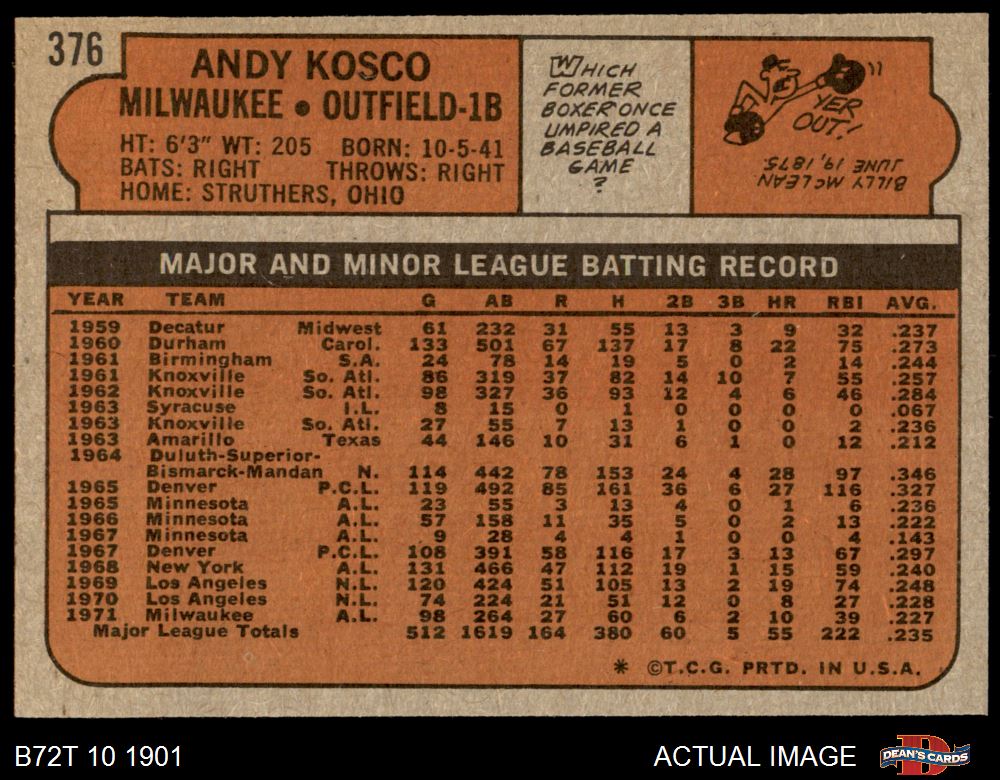 376
ANDY KOSCO
MILWAUKEE • OUTFIELD-1B
HT: 6'3" WT: 205 BORN: 10-5-41
BATS: RIGHT THROWS: RIGHT
HOME: STRUTHERS, OHIO
WHICH
FORMER
BOXER ONCE
UMPIRED A
BASEBALL
GAME
?
YER
OUT!
BILLY McLEAN
JUNE 19, 1875.
MAJOR AND MINOR LEAGUE BATTING RECORD
YEAR TEAM G AB R H 2B 3B HR RBI AVG.
1959 Decatur Midwest 61 232 31 55 13 3 9 32 .237
1960 Durham Carol. 133 501 67 137 17 8 22 75 .273
1961 Birmingham S.A. 24 78 14 19 5 0 2 14 .244
1961 Knoxville So. Atl. 86 319 37 82 14 10 7 55 .257
1962 Knoxville So. Atl. 98 327 36 93 12 4 6 46 .284
1963 Syracuse I.L. 8 15 0 1 0 0 0 0 .067
1963 Knoxville So. Atl. 27 55 7 13 1 0 0 2 .236
1963 Amarillo Texas 44 146 10 31 6 1 0 12 .212
1964 Duluth-Superior-
Bismarck-Mandan N. 114 442 78 153 24 4 28 97 .346
1965 Denver P.C.L. 119 492 85 161 36 6 27 116 .327
1965 Minnesota A.L. 23 55 3 13 4 0 1 6 .236
1966 Minnesota A.L. 57 158 11 35 5 0 2 13 .222
1967 Minnesota A.L. 9 28 4 4 1 0 0 4 .143
1967 Denver P.C.L. 108 391 58 116 17 3 13 67 .297
1968 New York A.L. 131 466 47 112 19 1 15 59 .240
1969 Los Angeles N.L. 120 424 51 105 13 2 19 74 .248
1970 Los Angeles N.L. 74 224 21 51 12 0 8 27 .228
1971 Milwaukee A.L. 98 264 27 60 6 2 10 39 .227
Major League Totals 512 1619 164 380 60 5 55 222 .235
* ©T.C.G. PRTD. IN U.S.A.
B72T 10 1901
ACTUAL IMAGE
D
DEAN'S CARDS